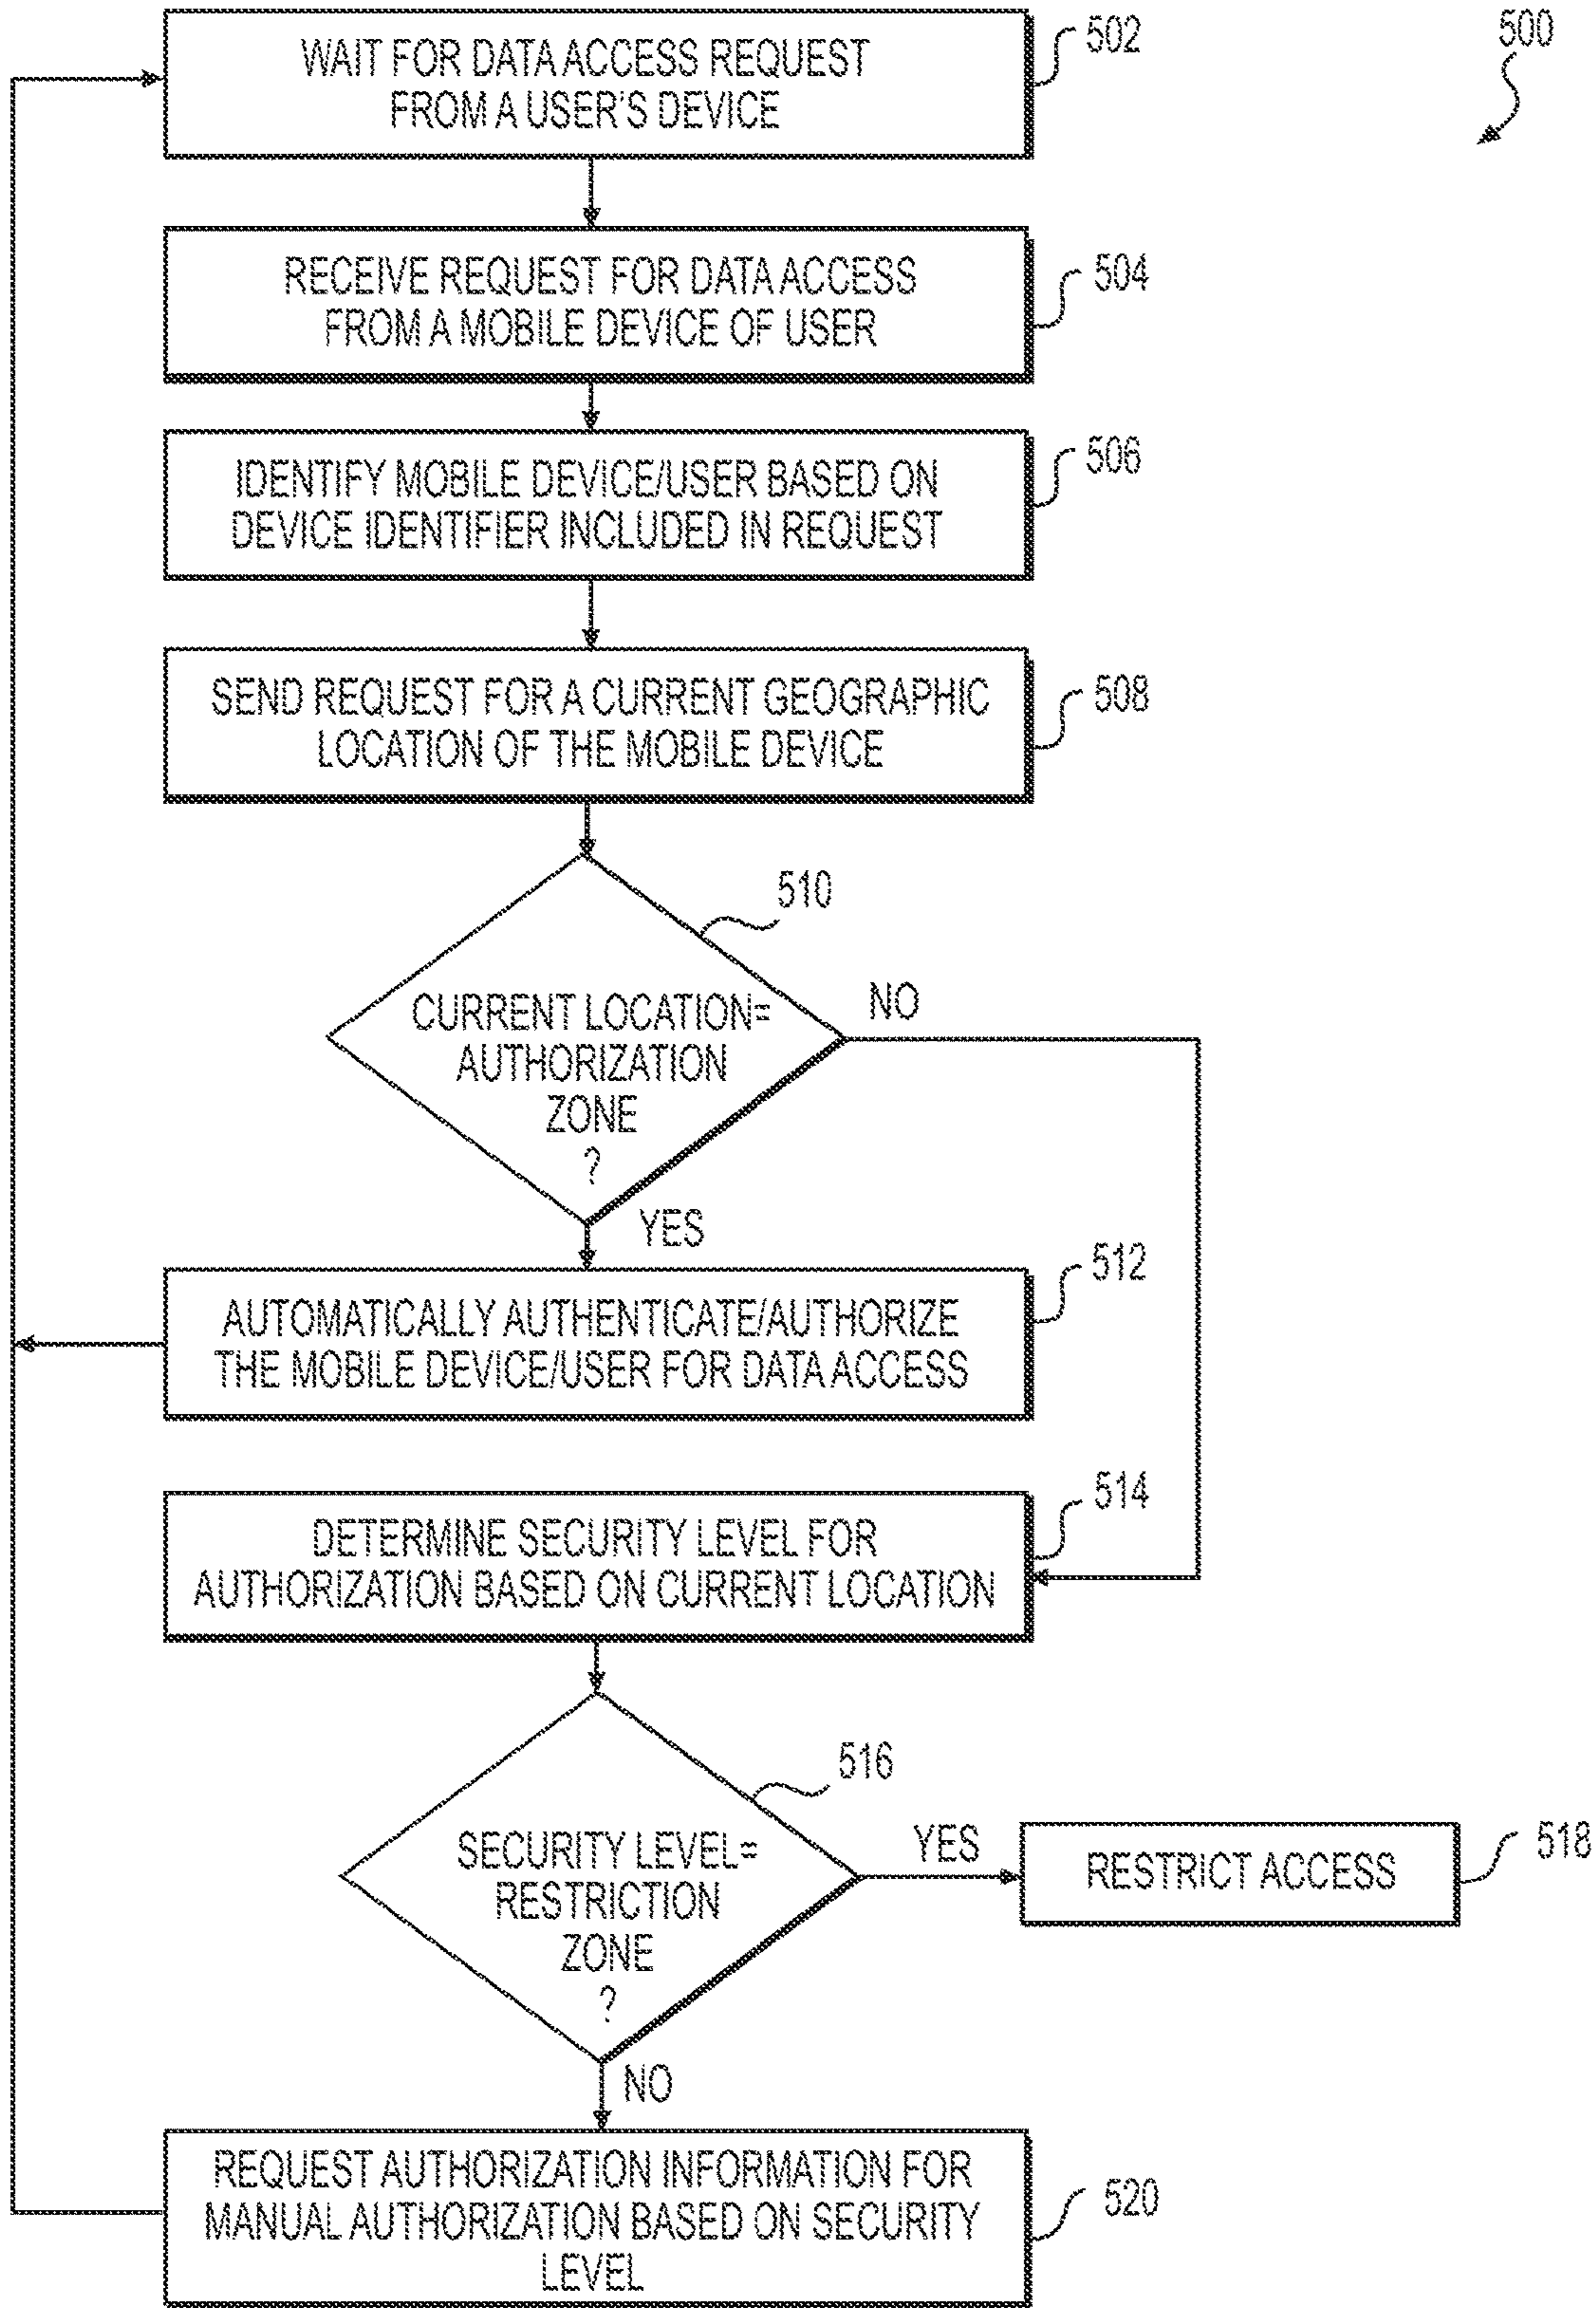 500
WAIT FOR DATA ACCESS REQUEST
FROM A USER'S DEVICE
502
RECEIVE REQUEST FOR DATA ACCESS
FROM A MOBILE DEVICE OF USER
504
IDENTIFY MOBILE DEVICE/USER BASED ON
DEVICE IDENTIFIER INCLUDED IN REQUEST
506
SEND REQUEST FOR A CURRENT GEOGRAPHIC
LOCATION OF THE MOBILE DEVICE
508
510
CURRENT LOCATION=
AUTHORIZATION
ZONE
?
NO
YES
AUTOMATICALLY AUTHENTICATE/AUTHORIZE
THE MOBILE DEVICE/USER FOR DATA ACCESS
512
DETERMINE SECURITY LEVEL FOR
AUTHORIZATION BASED ON CURRENT LOCATION
514
516
SECURITY LEVEL=
RESTRICTION
ZONE
?
YES
RESTRICT ACCESS
518
NO
REQUEST AUTHORIZATION INFORMATION FOR
MANUAL AUTHORIZATION BASED ON SECURITY
LEVEL
520